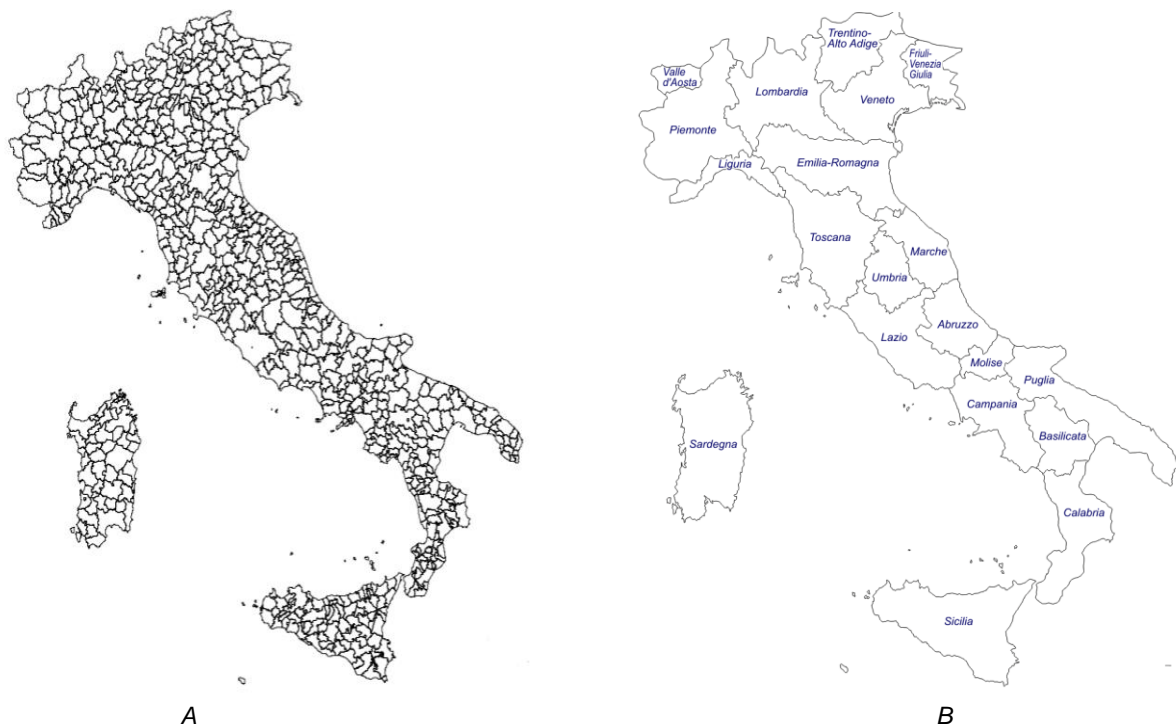 Trentino-
Alto Adige
Friuli-
Venezia
Giulia
Valle
d'Aosta
Lombardia
Veneto
Piemonte
Emilia-Romagna
Liguria
Toscana
Marche
Umbria
Abruzzo
Lazio
Molise
Puglia
Campania
Basilicata
Sardegna
Calabria
Sicilia
A
B